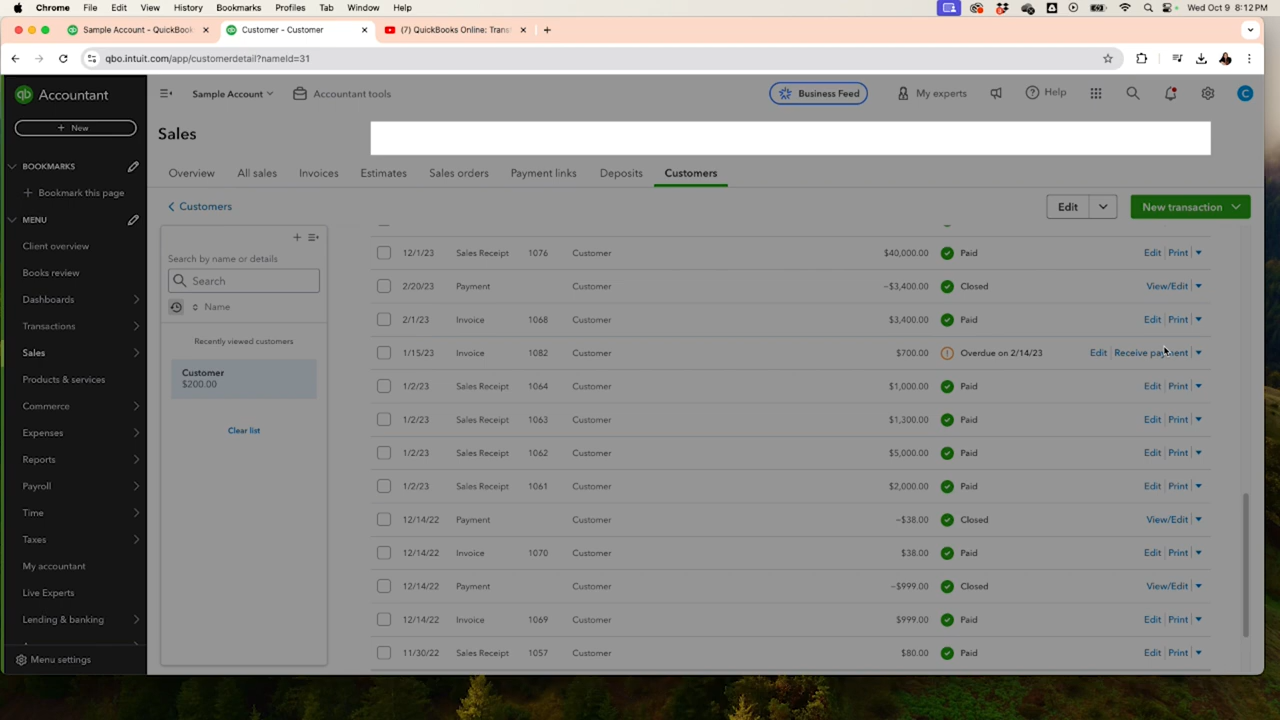 Chrome File Edit View History Bookmarks Profiles Tab Window Help Wed Oct 9 8:12 PM
Sample Account - QuickBook Customer - Customer (7) QuickBooks Online: Trans
qbo.intuit.com/app/customerdetail?nameId=31
qb Accountant Sample Account Accountant tools Business Feed My experts Help C
+ New
Sales
BOOKMARKS
Overview All sales Invoices Estimates Sales orders Payment links Deposits Customers
Bookmark this page
Customers Edit New transaction
MENU
Client overview
Books review
Dashboards
Transactions
Sales
Products & services
Commerce
Expenses
Reports
Payroll
Time
Taxes
My accountant
Live Experts
Lending & banking
Menu settings
Search by name or details
Search
Name
Recently viewed customers
Customer
$200.00
Clear list
12/1/23 Sales Receipt 1076 Customer $40,000.00 Paid Edit Print
2/20/23 Payment Customer -$3,400.00 Closed View/Edit
2/1/23 Invoice 1068 Customer $3,400.00 Paid Edit Print
1/15/23 Invoice 1082 Customer $700.00 Overdue on 2/14/23 Edit Receive payment
1/2/23 Sales Receipt 1064 Customer $1,000.00 Paid Edit Print
1/2/23 Sales Receipt 1063 Customer $1,300.00 Paid Edit Print
1/2/23 Sales Receipt 1062 Customer $5,000.00 Paid Edit Print
1/2/23 Sales Receipt 1061 Customer $2,000.00 Paid Edit Print
12/14/22 Payment Customer -$38.00 Closed View/Edit
12/14/22 Invoice 1070 Customer $38.00 Paid Edit Print
12/14/22 Payment Customer -$999.00 Closed View/Edit
12/14/22 Invoice 1069 Customer $999.00 Paid Edit Print
11/30/22 Sales Receipt 1057 Customer $80.00 Paid Edit Print